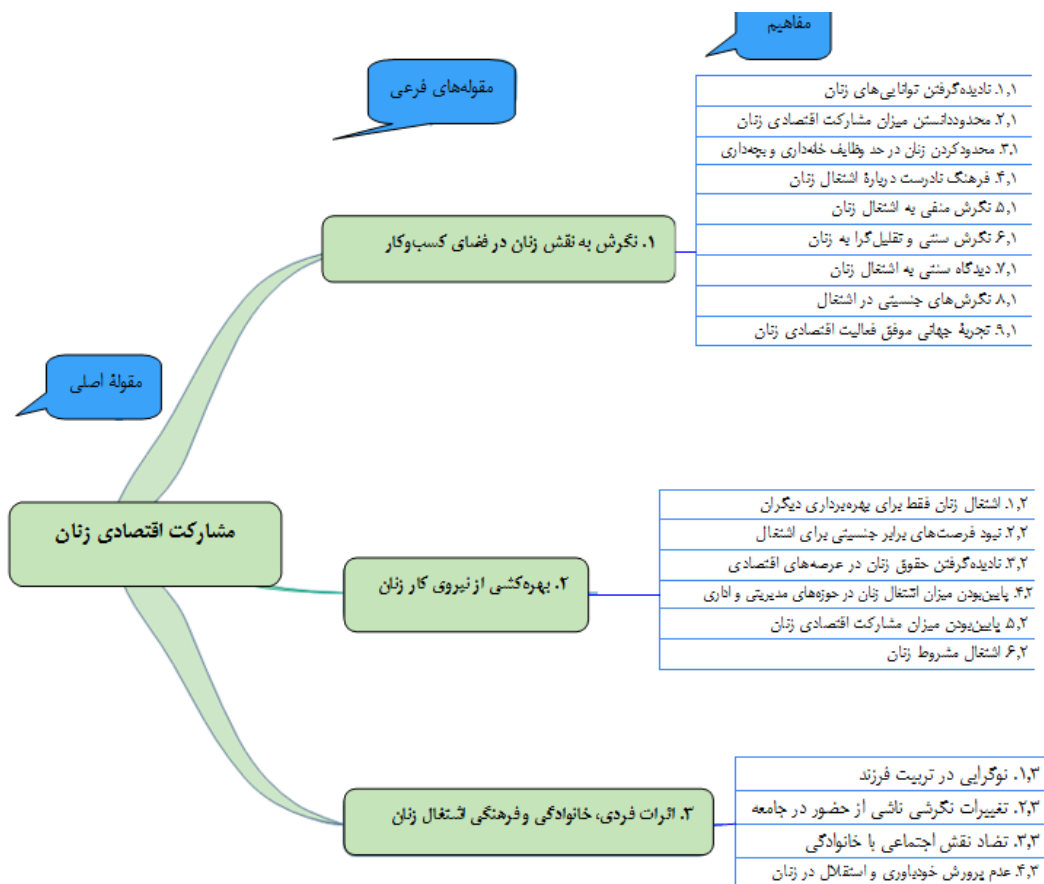 مفاهیم
مقوله‌های فرعی
۱,۱. نادیده‌گرفتن توانایی‌های زنان
۲,۱. محدوددانستن میزان مشارکت اقتصادی زنان
۳,۱. محدودکردن زنان در حد وظایف خانه‌داری و بچه‌داری
۴,۱. فرهنگ نادرست دربارهٔ اشتغال زنان
۵,۱. نگرش منفی به اشتغال زنان
۶,۱. نگرش سنتی و تقلیل‌گرا به زنان
۷,۱. دیدگاه سنتی به اشتغال زنان
۸,۱. نگرش‌های جنسیتی در اشتغال
۹,۱. تجربهٔ جهانی موفق فعالیت اقتصادی زنان
۱. نگرش به نقش زنان در فضای کسب‌وکار
مقولهٔ اصلی
مشارکت اقتصادی زنان
۱,۲. اشتغال زنان فقط برای بهره‌برداری دیگران
۲,۲. نبود فرصت‌های برابر جنسیتی برای اشتغال
۳,۲. نادیده‌گرفتن حقوق زنان در عرصه‌های اقتصادی
۴,۲. پایین‌بودن میزان اشتغال زنان در حوزه‌های مدیریتی و اداری
۵,۲. پایین‌بودن میزان مشارکت اقتصادی زنان
۶,۲. اشتغال مشروط زنان
۲. بهره‌کشی از نیروی کار زنان
۱,۳. نوگرایی در تربیت فرزند
۲,۳. تغییرات نگرشی ناشی از حضور در جامعه
۳,۳. تضاد نقش اجتماعی با خانوادگی
۴,۳. عدم پرورش خودباوری و استقلال در زنان
۳. اثرات فردی، خانوادگی و فرهنگی اشتغال زنان